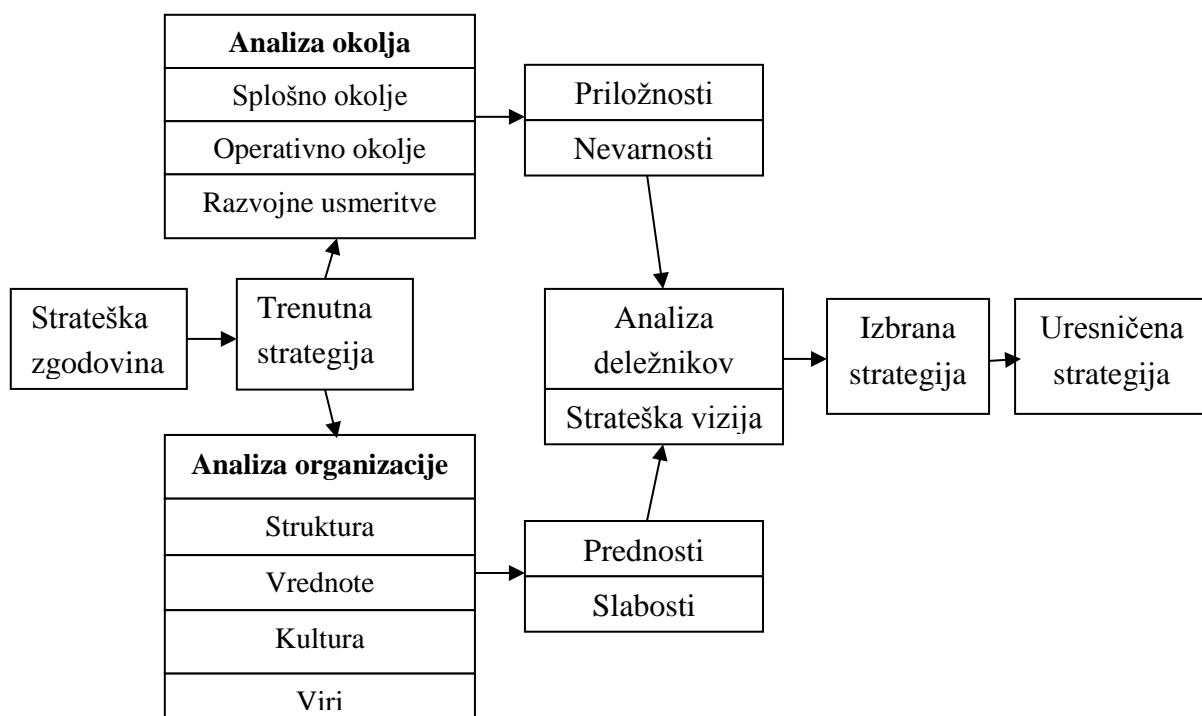 Analiza okolja
Splošno okolje
Operativno okolje
Razvojne usmeritve
Priložnosti
Nevarnosti
Strateška
zgodovina
Trenutna
strategija
Analiza
deležnikov
Strateška vizija
Izbrana
strategija
Uresničena
strategija
Analiza organizacije
Struktura
Vrednote
Kultura
Viri
Prednosti
Slabosti